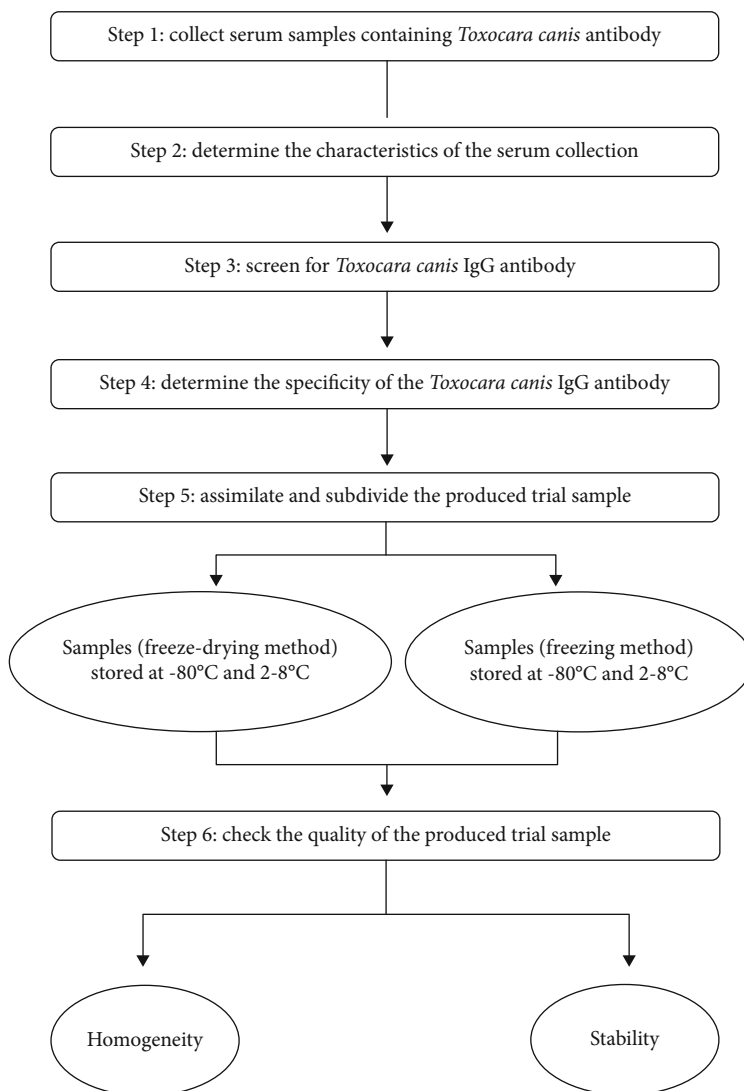 Step 1: collect serum samples containing Toxocara canis antibody
Step 2: determine the characteristics of the serum collection
Step 3: screen for Toxocara canis IgG antibody
Step 4: determine the specificity of the Toxocara canis IgG antibody
Step 5: assimilate and subdivide the produced trial sample
Samples (freeze-drying method)
stored at -80°C and 2-8°C
Samples (freezing method)
stored at -80°C and 2-8°C
Step 6: check the quality of the produced trial sample
Homogeneity
Stability